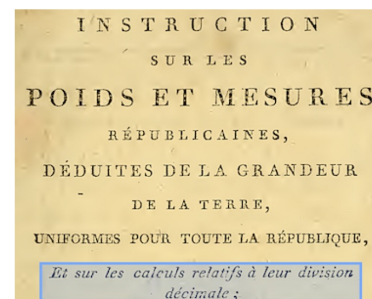 INSTRUCTION
SUR LES
POIDS ET MESURES
RÉPUBLICAINES,
DÉDUITES DE LA GRANDEUR
DE LA TERRE,
UNIFORMES POUR TOUTE LA RÉPUBLIQUE,
Et sur les calculs relatifs à leur division
décimale ;